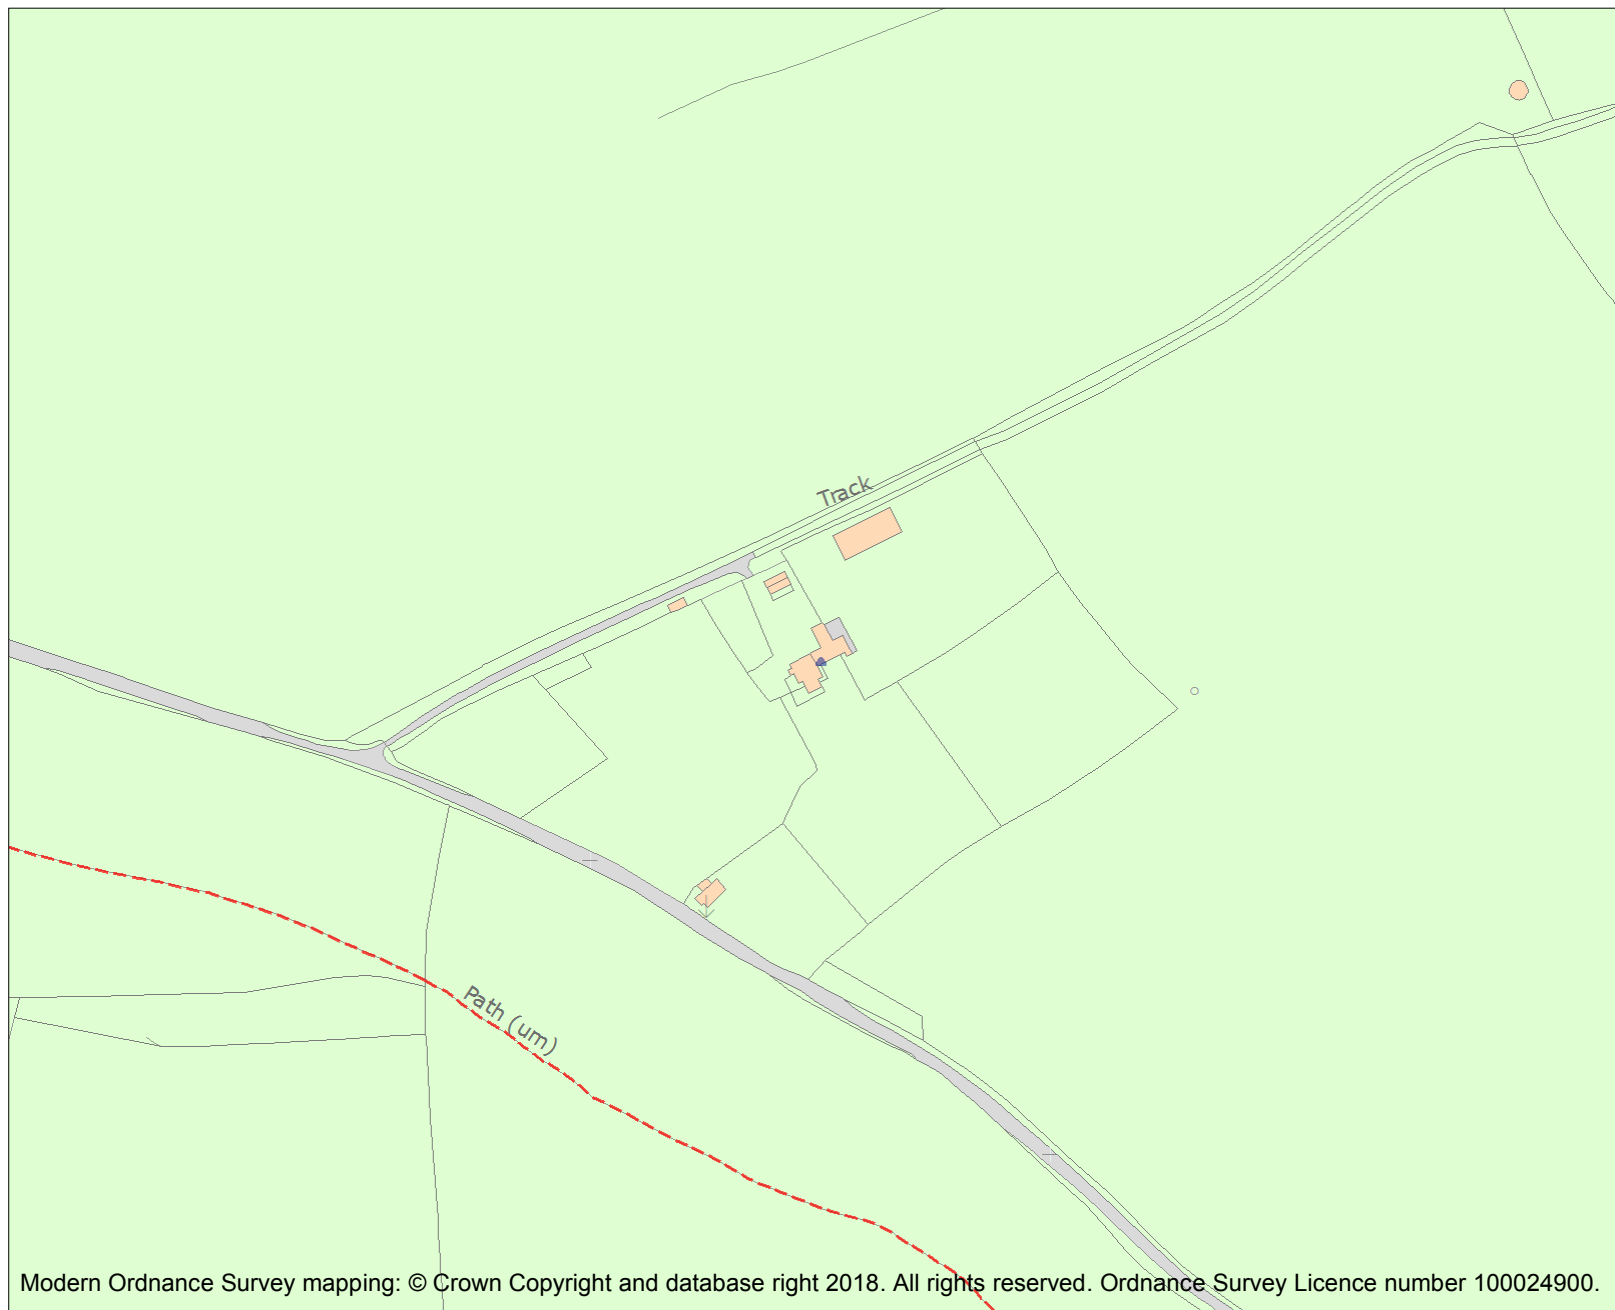 Track
Path (um)
Modern Ordnance Survey mapping: © Crown Copyright and database right 2018. All rights reserved. Ordnance Survey Licence number 100024900.